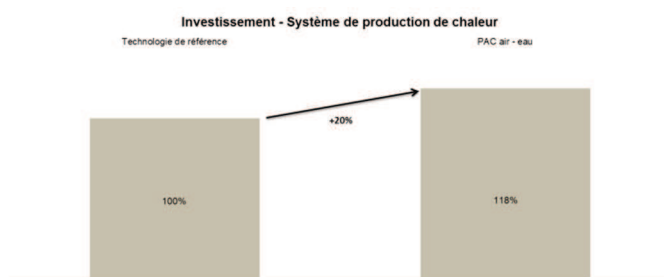 Investissement - Système de production de chaleur
Technologie de référence
PAC air - eau
+20%
100%
118%